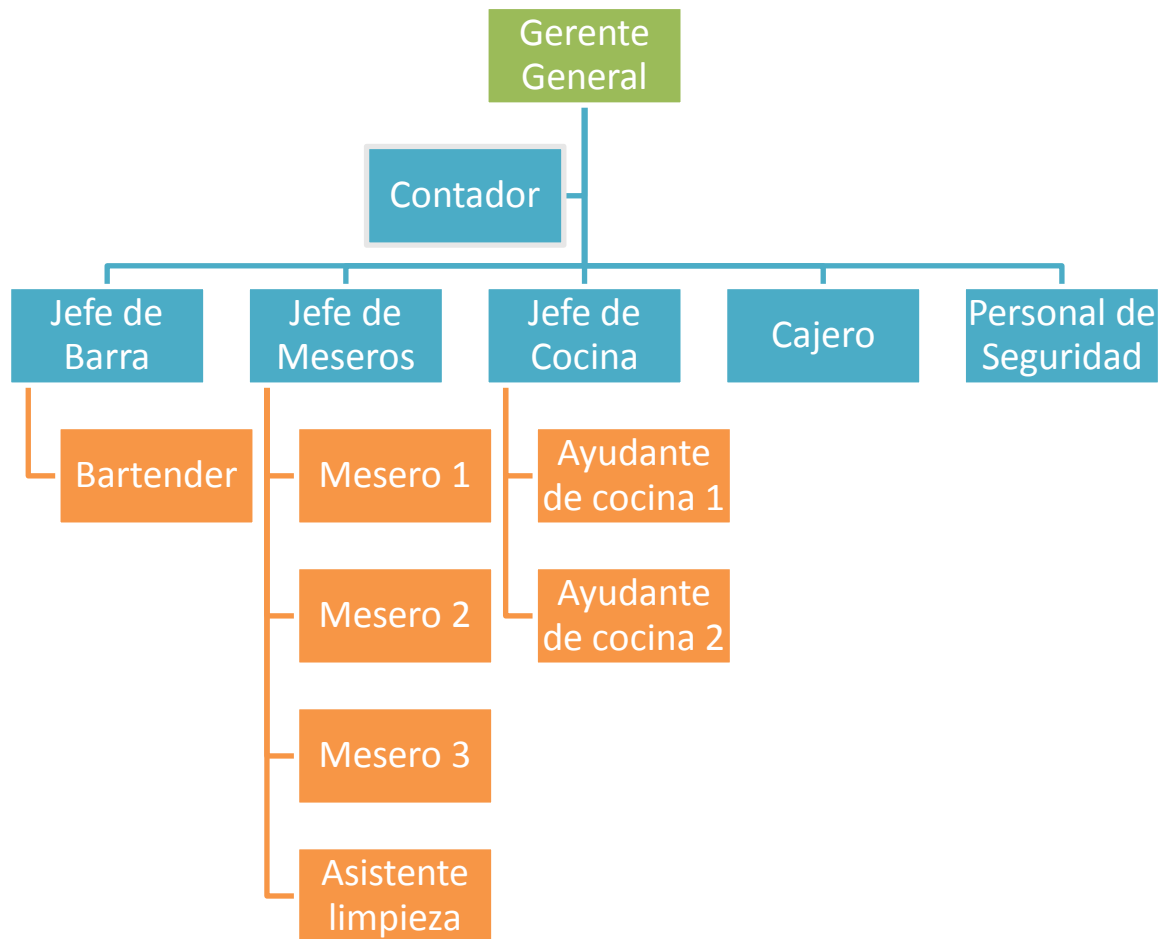 Gerente
General
Contador
Jefe de
Barra
Jefe de
Meseros
Jefe de
Cocina
Cajero
Personal de
Seguridad
Bartender
Mesero 1
Ayudante
de cocina 1
Mesero 2
Ayudante
de cocina 2
Mesero 3
Asistente
limpieza